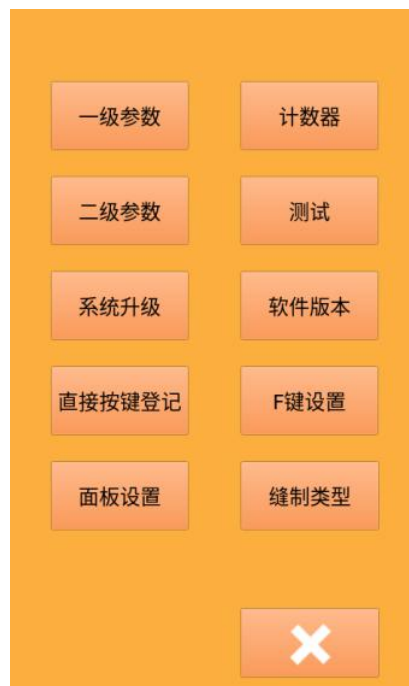 一级参数
计数器
二级参数
测试
系统升级
软件版本
直接按键登记
F键设置
面板设置
缝制类型